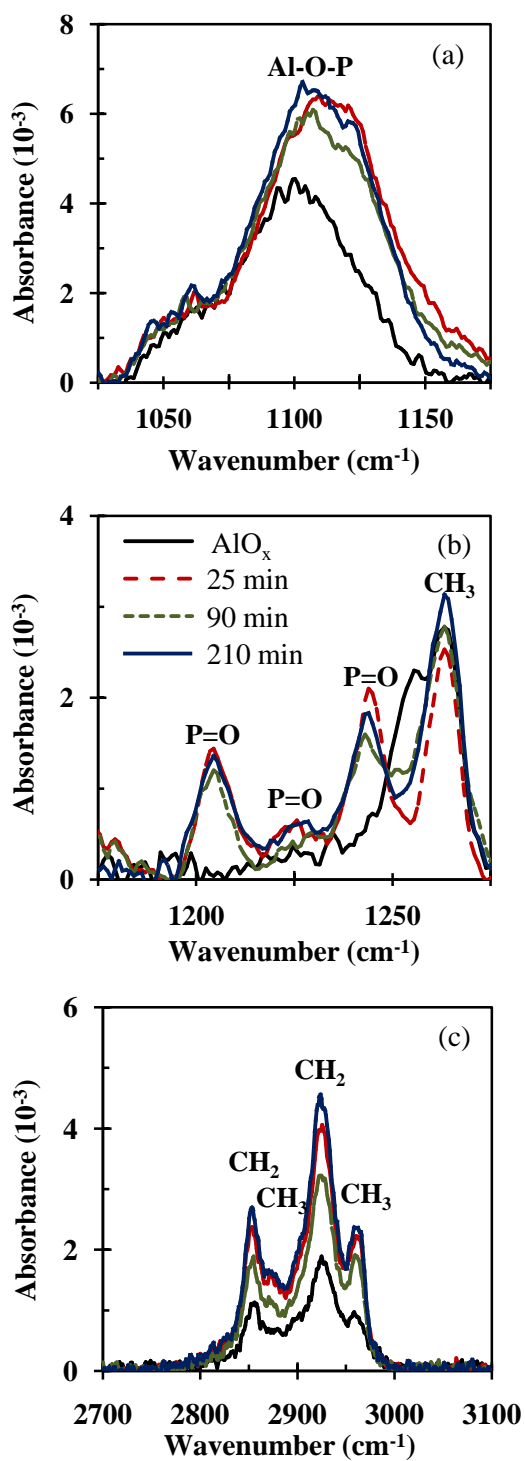 (a)
Al-O-P
Absorbance (10-3)
8
6
4
2
0
1050 1100 1150
Wavenumber (cm-1)
(b)
AlOx
25 min
90 min
210 min
CH3
P=O
P=O
P=O
Absorbance (10-3)
4
2
0
1200 1250
Wavenumber (cm-1)
(c)
CH2
CH2
CH3
CH3
Absorbance (10-3)
6
4
2
0
2700 2800 2900 3000 3100
Wavenumber (cm-1)